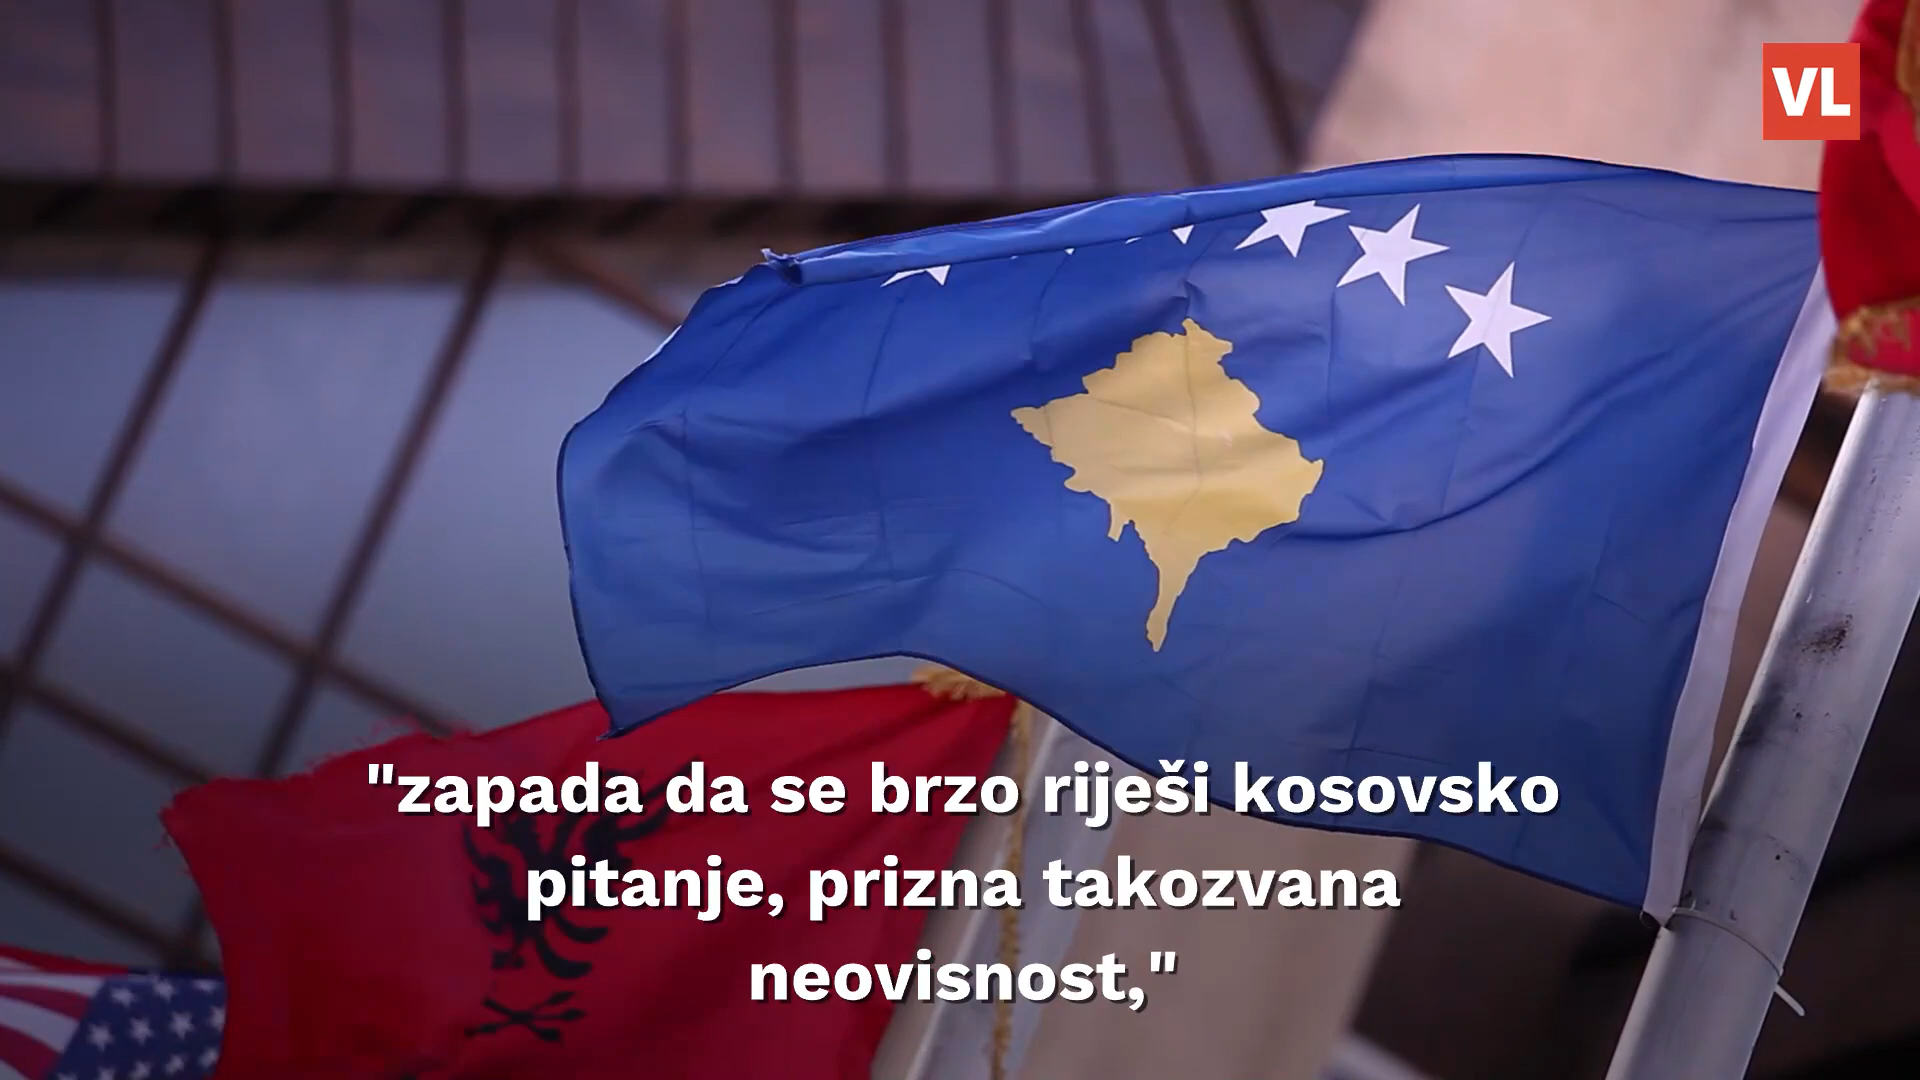 VL
"zapada da se brzo riješi kosovsko
pitanje, prizna takozvana
neovisnost,"